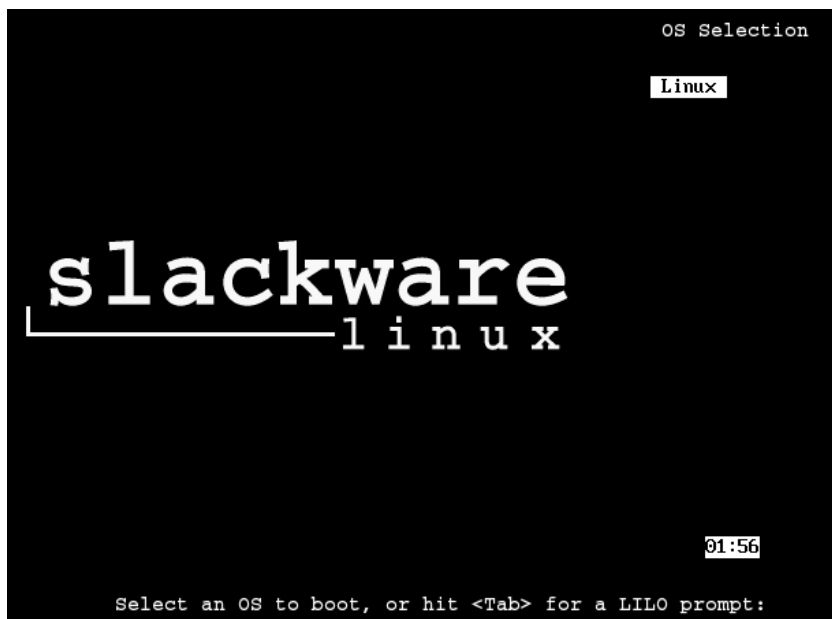 OS Selection
Linux
slackware
linux
01:56
Select an OS to boot, or hit <Tab> for a LILO prompt: